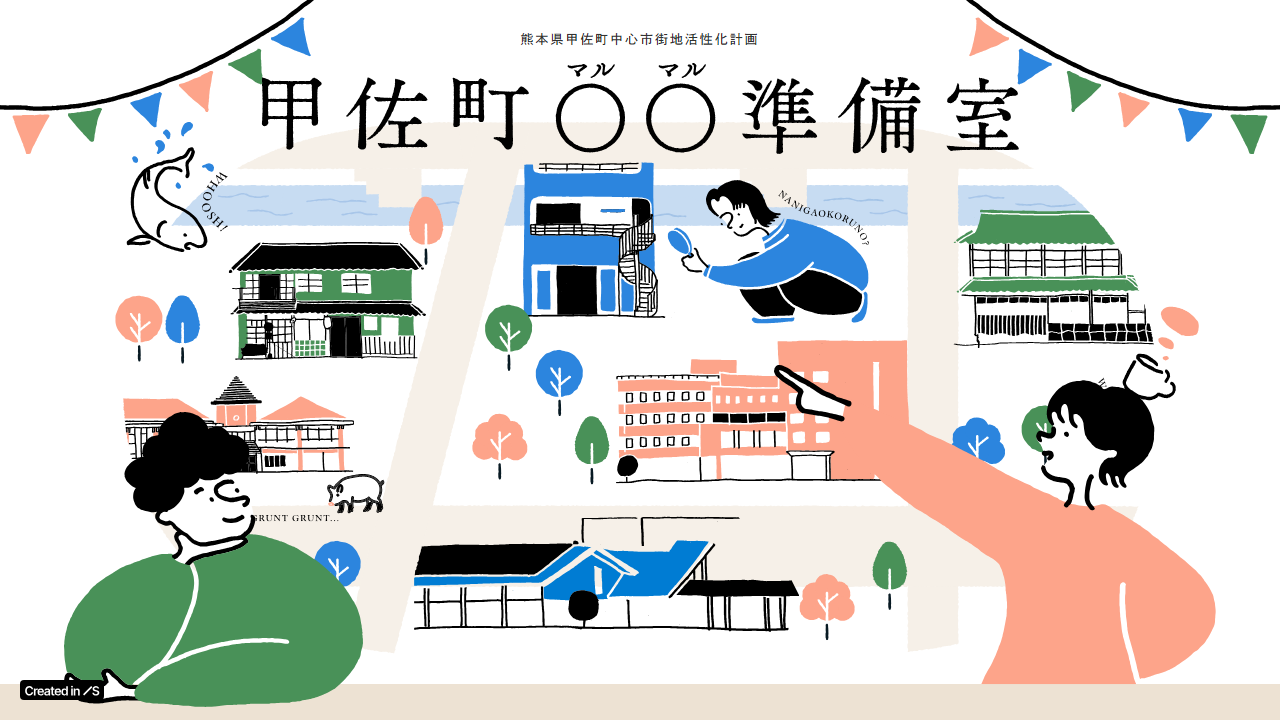 熊本県甲佐町中心市街地活性化計画
マル マル
甲佐町〇〇準備室
WHOOSH!
NANIGAOKORUNO?
GRUNT GRUNT...
Created in S